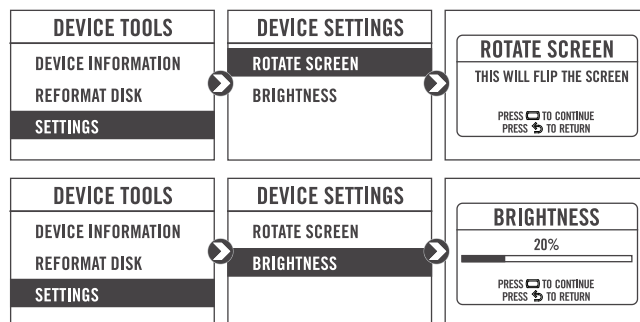 DEVICE TOOLS
DEVICE INFORMATION
REFORMAT DISK
SETTINGS
DEVICE SETTINGS
ROTATE SCREEN
BRIGHTNESS
ROTATE SCREEN
THIS WILL FLIP THE SCREEN
PRESS TO CONTINUE
PRESS TO RETURN
DEVICE TOOLS
DEVICE INFORMATION
REFORMAT DISK
SETTINGS
DEVICE SETTINGS
ROTATE SCREEN
BRIGHTNESS
BRIGHTNESS
20%
PRESS TO CONTINUE
PRESS TO RETURN